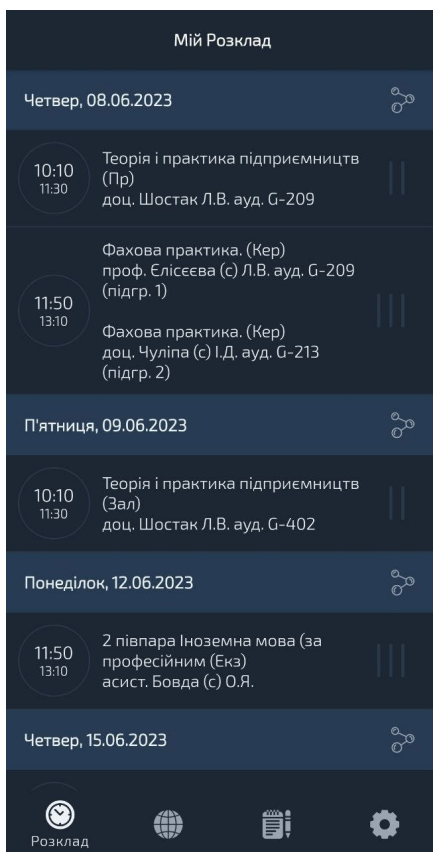 Мій Розклад
Четвер, 08.06.2023
10:10
11:30
Теорія і практика підприємництв
(Пр)
доц. Шостак Л.В. ауд. G-209
11:50
13:10
Фахова практика. (Кер)
проф. Єлісєєва (с) Л.В. ауд. G-209
(підгр. 1)
Фахова практика. (Кер)
доц. Чуліпа (с) І.Д. ауд. G-213
(підгр. 2)
П'ятниця, 09.06.2023
10:10
11:30
Теорія і практика підприємництв
(Зал)
доц. Шостак Л.В. ауд. G-402
Понеділок, 12.06.2023
11:50
13:10
2 півпара Іноземна мова (за
професійним (Екз)
асист. Бовда (с) О.Я.
Четвер, 15.06.2023
Розклад